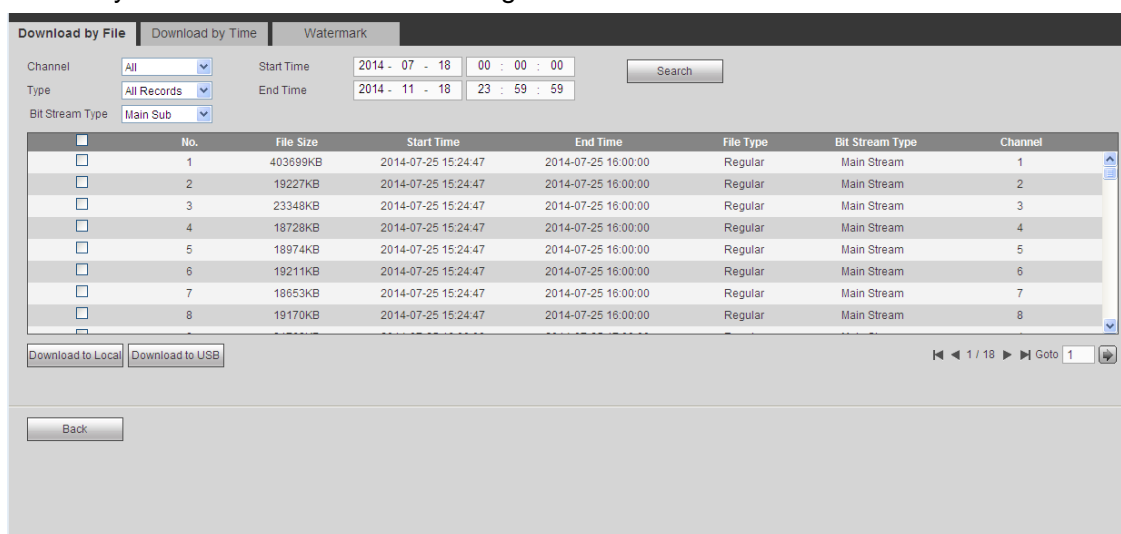 Download by File Download by Time Watermark
Channel All Start Time 2014 - 07 - 18 00 : 00 : 00 Search
Type All Records End Time 2014 - 11 - 18 23 : 59 : 59
Bit Stream Type Main Sub
No. File Size Start Time End Time File Type Bit Stream Type Channel
1 403699KB 2014-07-25 15:24:47 2014-07-25 16:00:00 Regular Main Stream 1
2 19227KB 2014-07-25 15:24:47 2014-07-25 16:00:00 Regular Main Stream 2
3 23348KB 2014-07-25 15:24:47 2014-07-25 16:00:00 Regular Main Stream 3
4 18728KB 2014-07-25 15:24:47 2014-07-25 16:00:00 Regular Main Stream 4
5 18974KB 2014-07-25 15:24:47 2014-07-25 16:00:00 Regular Main Stream 5
6 19211KB 2014-07-25 15:24:47 2014-07-25 16:00:00 Regular Main Stream 6
7 18653KB 2014-07-25 15:24:47 2014-07-25 16:00:00 Regular Main Stream 7
8 19170KB 2014-07-25 15:24:47 2014-07-25 16:00:00 Regular Main Stream 8
Download to Local Download to USB 1 / 18 Goto 1
Back